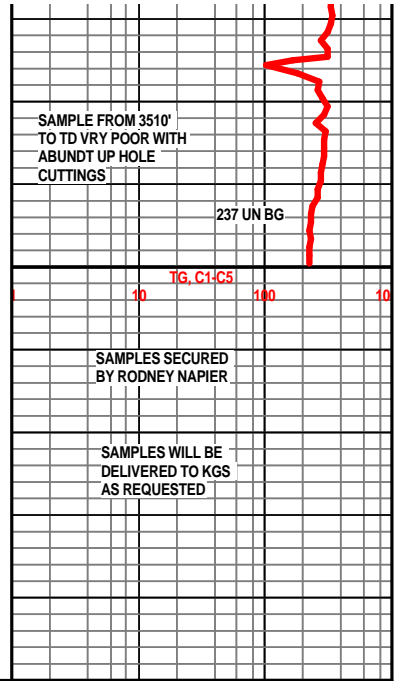 SAMPLE FROM 3510'
TO TD VRY POOR WITH
ABUNDT UP HOLE
CUTTINGS
237 UN BG
TG, C1-C5
1 10 100 10
SAMPLES SECURED
BY RODNEY NAPIER
SAMPLES WILL BE
DELIVERED TO KGS
AS REQUESTED